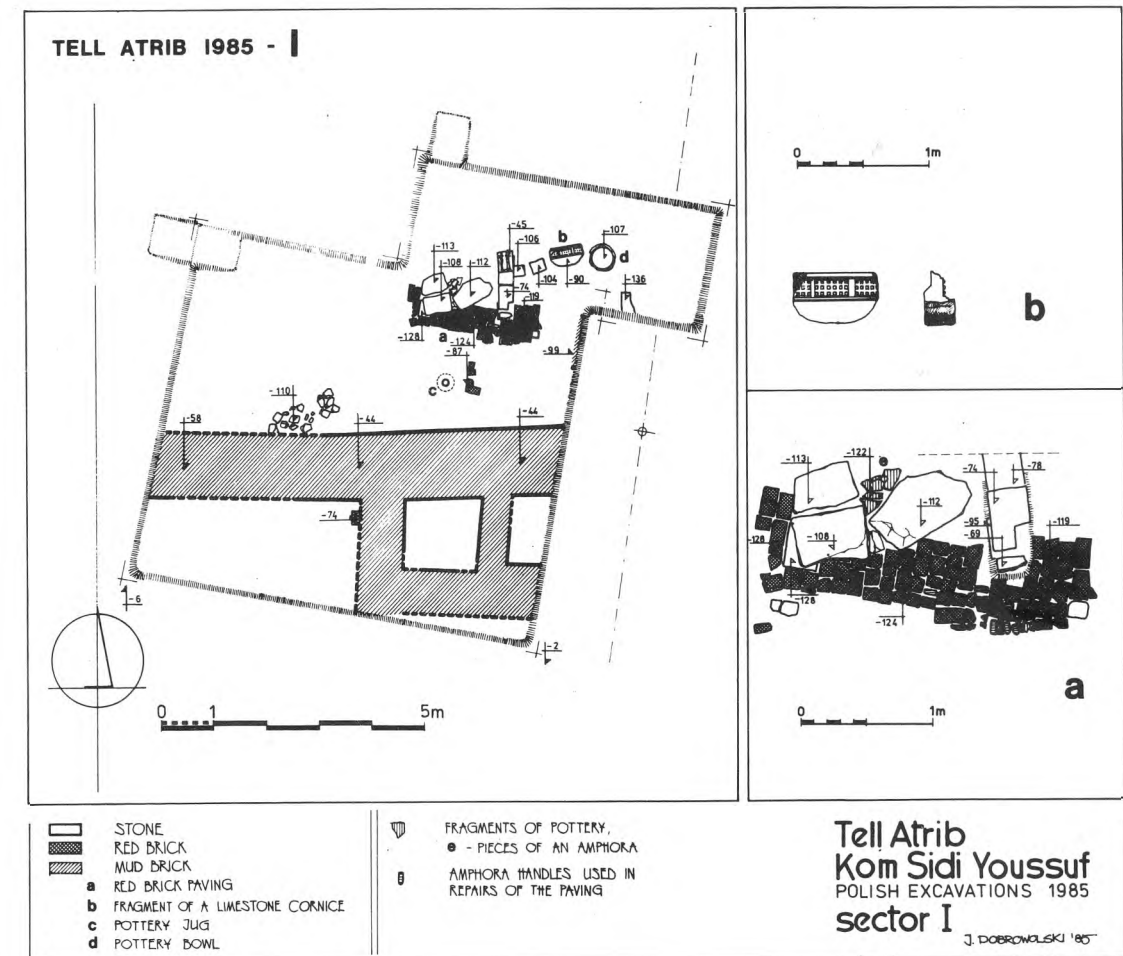 TELL ATRIB 1985 - I
-45
-106
b
-107
-113
-108
-112
d
-104
-90
-136
-74
-119
-128
a
-124
-87
-99
c
-110
-58
-44
-44
-74
-6
-2
0 1 5m
0 1m
b
-113
-122
e
-74
-78
-112
-95
-119
-128
-108
-69
-128
-124
a
0 1m
STONE
RED BRICK
MUD BRICK
a RED BRICK PAVING
b FRAGMENT OF A LIMESTONE CORNICE
c POTTERY JUG
d POTTERY BOWL
FRAGMENTS OF POTTERY,
e - PIECES OF AN AMPHORA
AMPHORA HANDLES USED IN
REPAIRS OF THE PAVING
Tell Atrib
Kom Sidi Youssuf
POLISH EXCAVATIONS 1985
sector I
J. DOBROWOLSKI '85